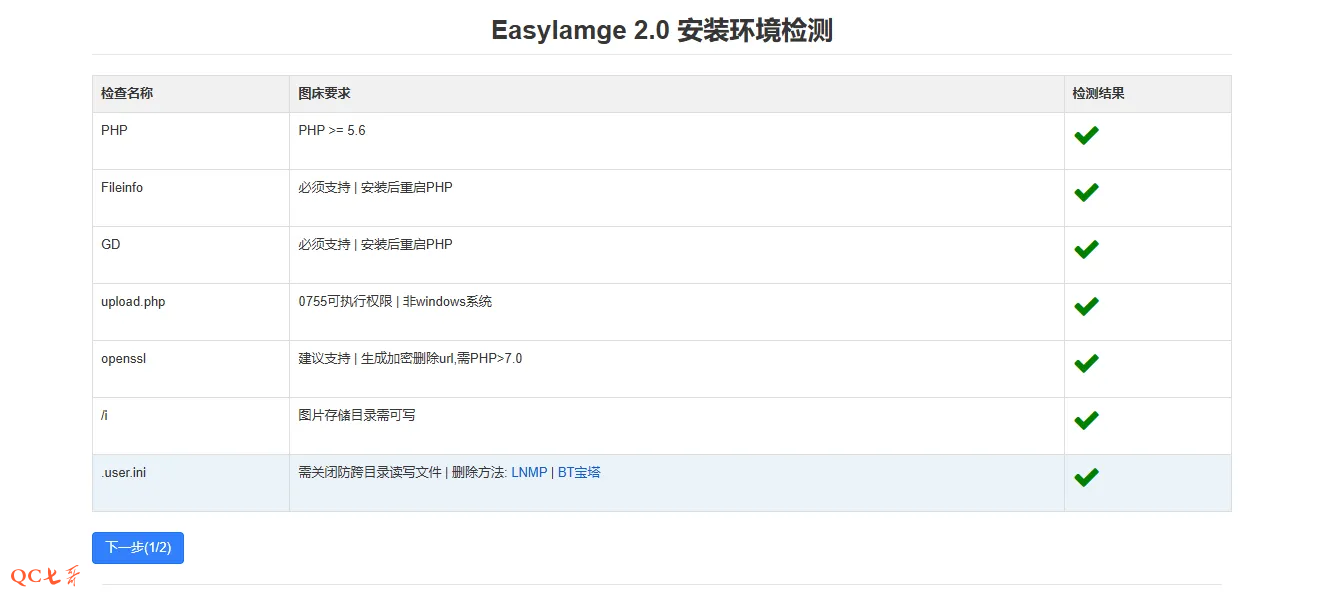 EasyIamge 2.0 安装环境检测
检查名称 图床要求 检测结果
PHP PHP >= 5.6
Fileinfo 必须支持 | 安装后重启PHP
GD 必须支持 | 安装后重启PHP
upload.php 0755可执行权限 | 非windows系统
openssl 建议支持 | 生成加密删除url,需PHP>7.0
/i 图片存储目录需可写
.user.ini 需关闭防跨目录读写文件 | 删除方法: LNMP | BT宝塔
下一步(1/2)
QC七哥